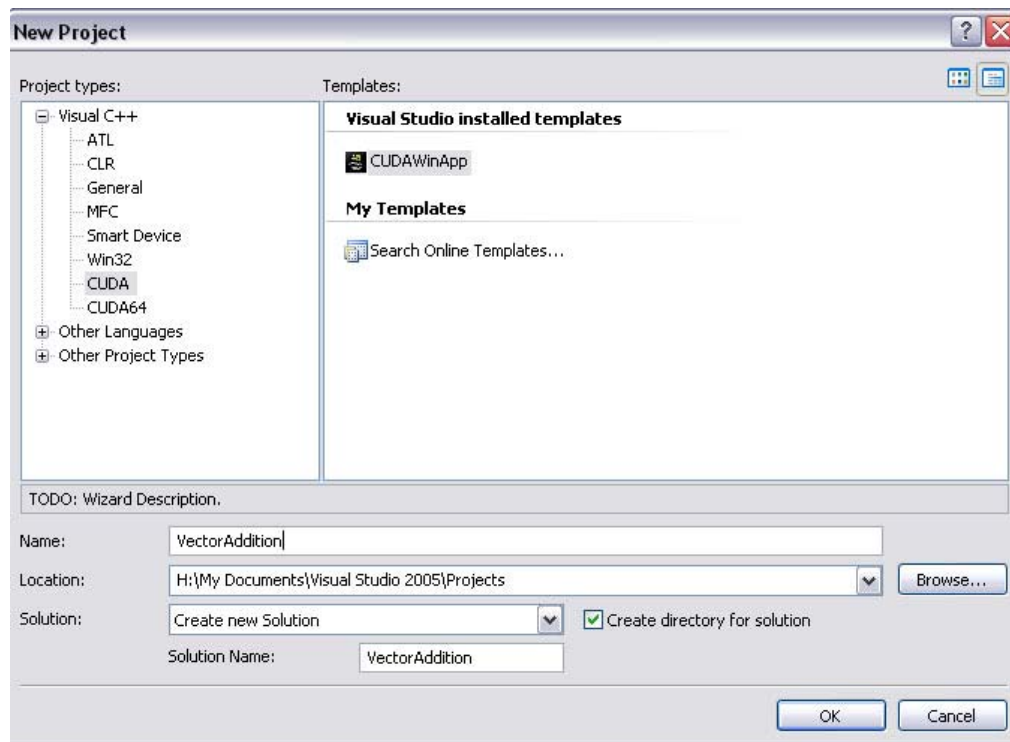 New Project
Project types:
Templates:
Visual C++
ATL
CLR
General
MFC
Smart Device
Win32
CUDA
CUDA64
Other Languages
Other Project Types
Visual Studio installed templates
CUDAWinApp
My Templates
Search Online Templates...
TODO: Wizard Description.
Name: VectorAddition
Location: H:\My Documents\Visual Studio 2005\Projects Browse...
Solution: Create new Solution Create directory for solution
Solution Name: VectorAddition
OK Cancel